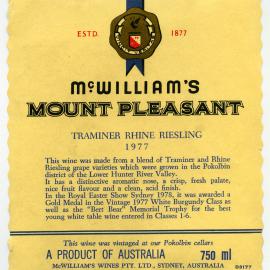 ESTD. 1877
McWILLIAM'S
MOUNT PLEASANT
TRAMINER RHINE RIESLING
1977
This wine was made from a blend of Traminer and Rhine
Riesling grape varieties which were grown in the Pokolbin
district of the Lower Hunter River Valley.
It has a distinctive aromatic nose, a crisp, fresh palate,
nice fruit flavour and a clean, acid finish.
In the Royal Easter Show Sydney 1978, it was awarded a
Gold Medal in the Vintage 1977 White Burgundy Class as
well as the "Bert Bear" Memorial Trophy for the best
young white table wine entered in Classes 1-6.
This wine was vintaged at our Pokolbin cellars
A PRODUCT OF AUSTRALIA 750 ml
McWILLIAM'S WINES PTY. LTD., SYDNEY, AUSTRALIA